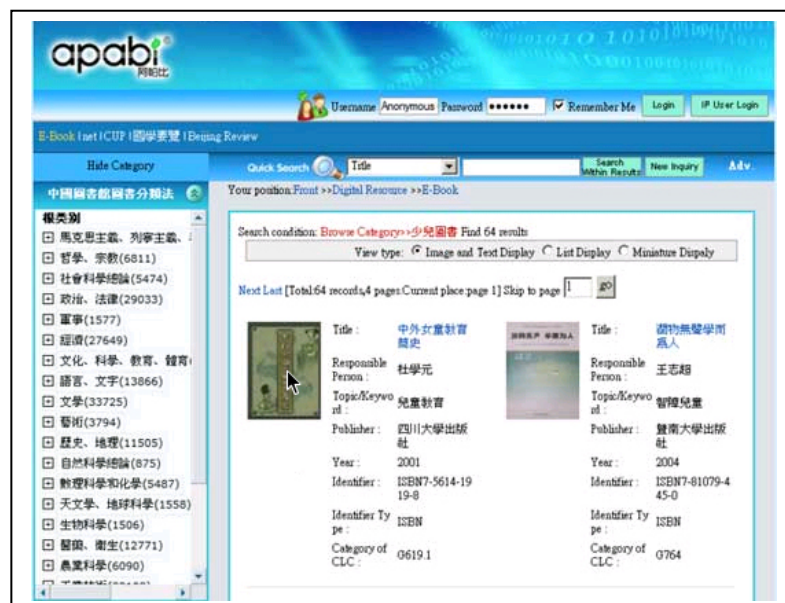 apabi
阿帕比
Username Anonymous Password ●●●●●● Remember Me Login IP User Login
E-Book | net | CUP | 國學要覽 | Beijing Review
Hide Category
Quick Search Title Search Within Results New Inquiry Adv.
中國圖書館圖書分類法
Your position:Front >>Digital Resource >>E-Book
根类别
馬克思主義、列寧主義、
哲學、宗教(6811)
社會科學總論(5474)
政治、法律(29033)
軍事(1577)
經濟(27649)
文化、科學、教育、體育
語言、文字(13866)
文學(33725)
藝術(3794)
歷史、地理(11505)
自然科學總論(875)
數理科學和化學(5487)
天文學、地球科學(1558)
生物科學(1506)
醫藥、衛生(12771)
農業科學(6090)
Search condition: Browse Category>>少兒圖書 Find 64 results
View type: Image and Text Display List Display Miniature Dispaly
Next Last [Total:64 records,4 pages:Current place:page 1] Skip to page 1 go
Title : 中外女童教育
簡史
Responsible
Person : 杜學元
Topic/Keywo
rd : 兒童教育
Publisher : 四川大學出版
社
Year : 2001
Identifier : ISBN7-5614-19
19-8
Identifier Ty
pe : ISBN
Category of
CLC : G619.1
Title : 潤物無聲學而
爲人
Responsible
Person : 王志超
Topic/Keywo
rd : 智障兒童
Publisher : 暨南大學出版
社
Year : 2004
Identifier : ISBN7-81079-4
45-0
Identifier Ty
pe : ISBN
Category of
CLC : G764